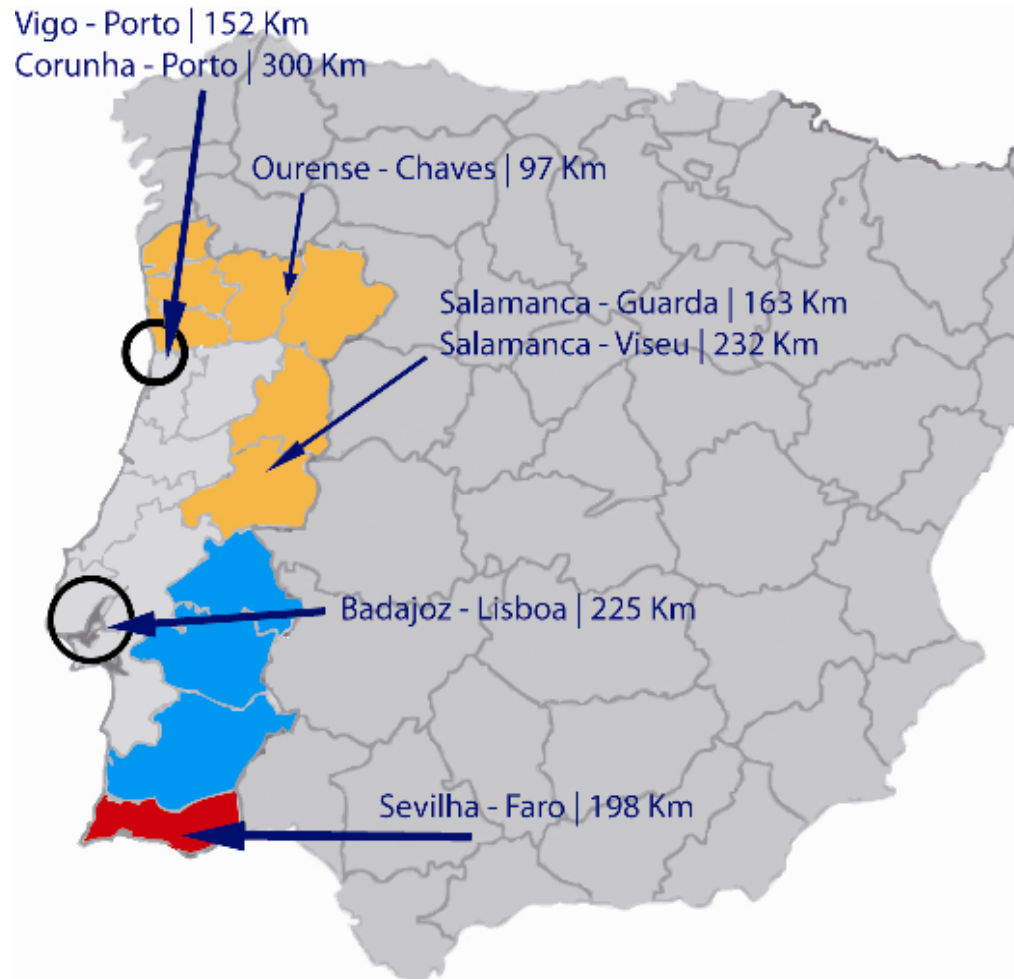 Vigo - Porto | 152 Km
Corunha - Porto | 300 Km
Ourense - Chaves | 97 Km
Salamanca - Guarda | 163 Km
Salamanca - Viseu | 232 Km
Badajoz - Lisboa | 225 Km
Sevilha - Faro | 198 Km